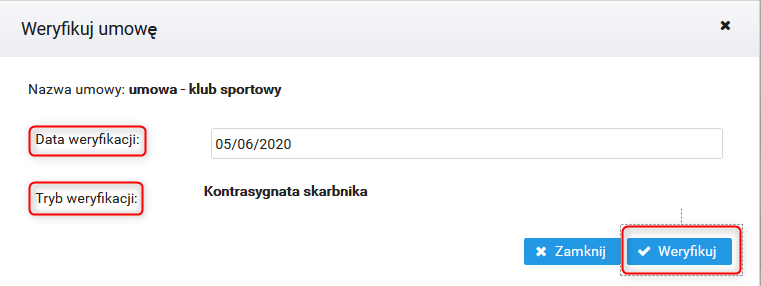 Weryfikuj umowę
Nazwa umowy: umowa - klub sportowy
Data weryfikacji:
05/06/2020
Tryb weryfikacji:
Kontrasygnata skarbnika
Zamknij
Weryfikuj